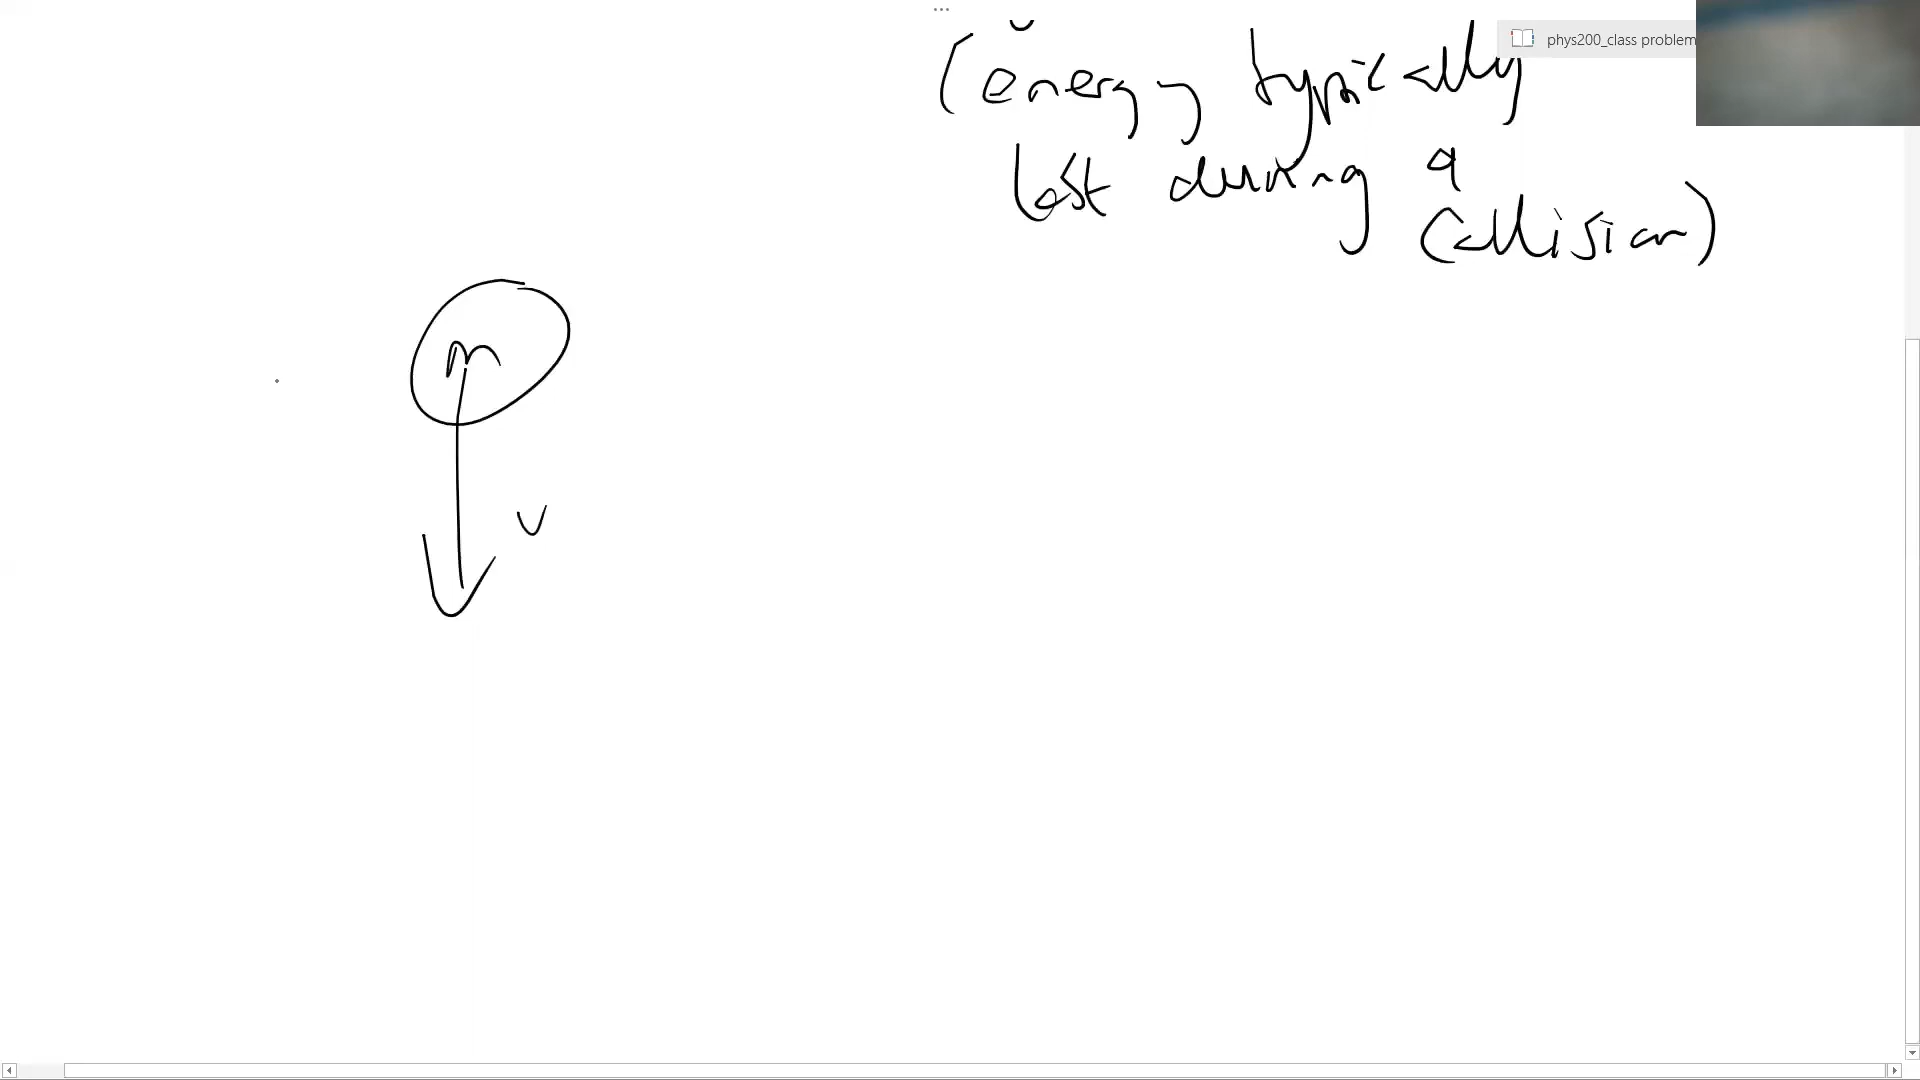 phys200_class problem
(energy typically
lost during a
collision)
m
v